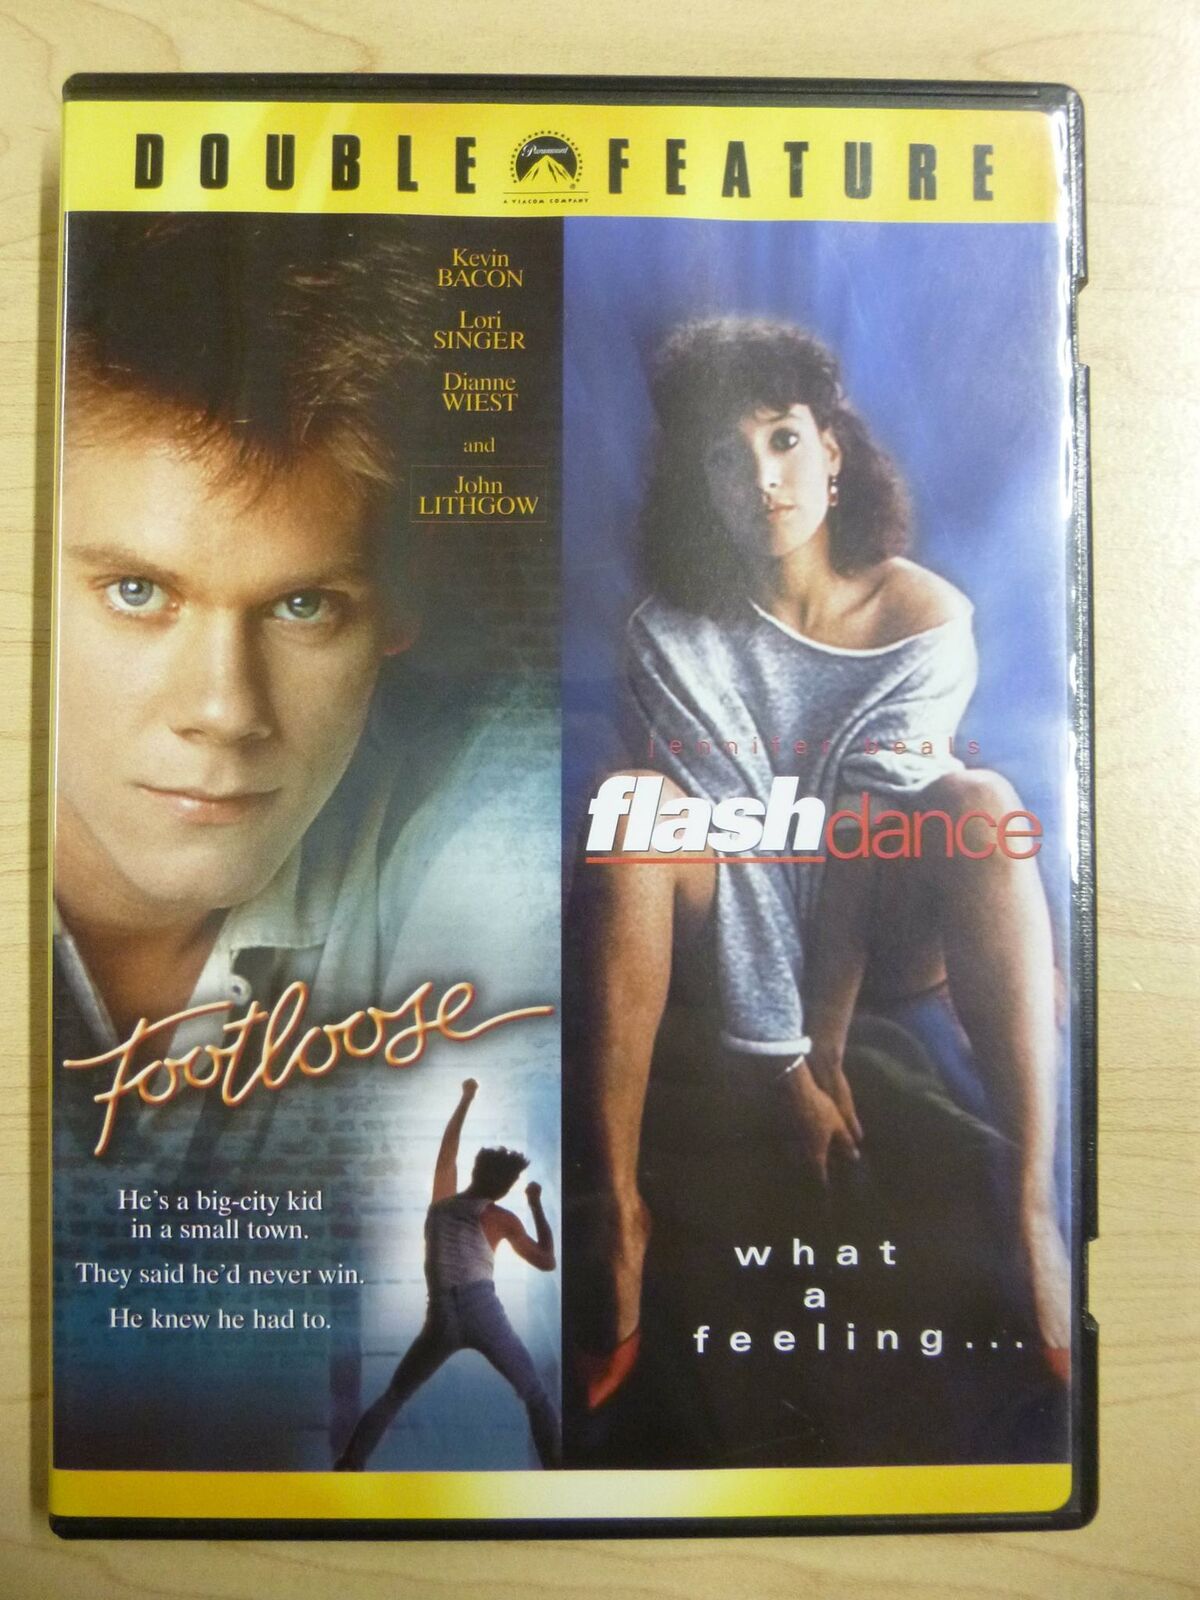 DOUBLE Paramount FEATURE
A VIACOM COMPANY
Kevin
BACON
Lori
SINGER
Dianne
WIEST
and
John
LITHGOW
Footloose
He's a big-city kid
in a small town.
They said he'd never win.
He knew he had to.
jennifer beals
flashdance
what
a
feeling...